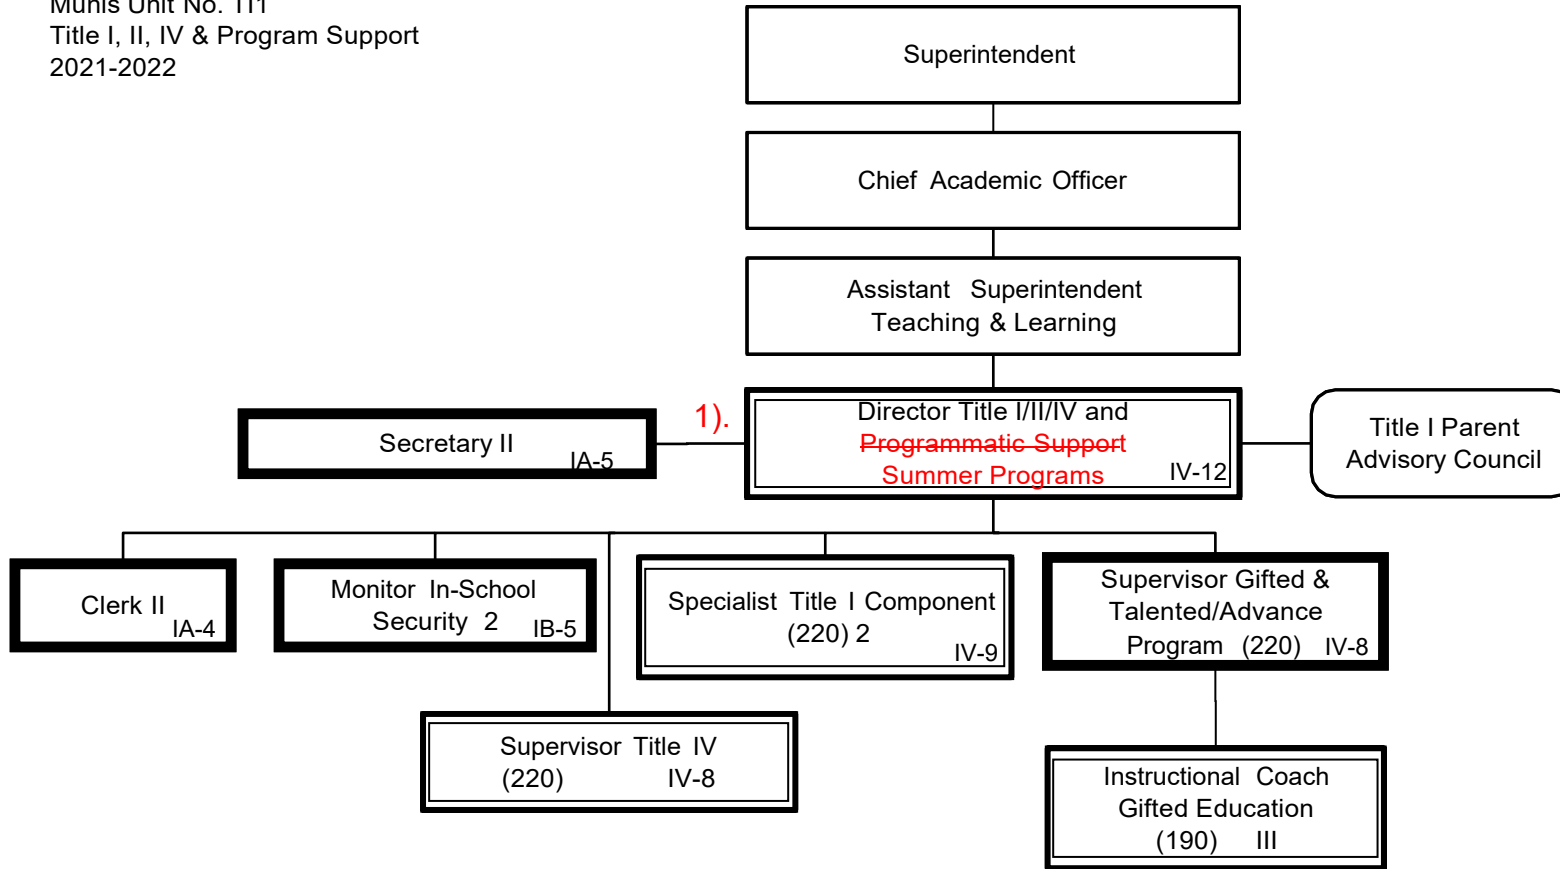 Munis Unit No. TI1
Title I, II, IV & Program Support
2021-2022
Superintendent
Chief Academic Officer
Assistant Superintendent
Teaching & Learning
1).
Director Title I/II/IV and
Programmatic Support
Summer Programs
IV-12
Secretary II
IA-5
Title I Parent
Advisory Council
Clerk II
IA-4
Monitor In-School
Security 2 IB-5
Specialist Title I Component
(220) 2
IV-9
Supervisor Gifted &
Talented/Advance
Program (220) IV-8
Supervisor Title IV
(220) IV-8
Instructional Coach
Gifted Education
(190) III